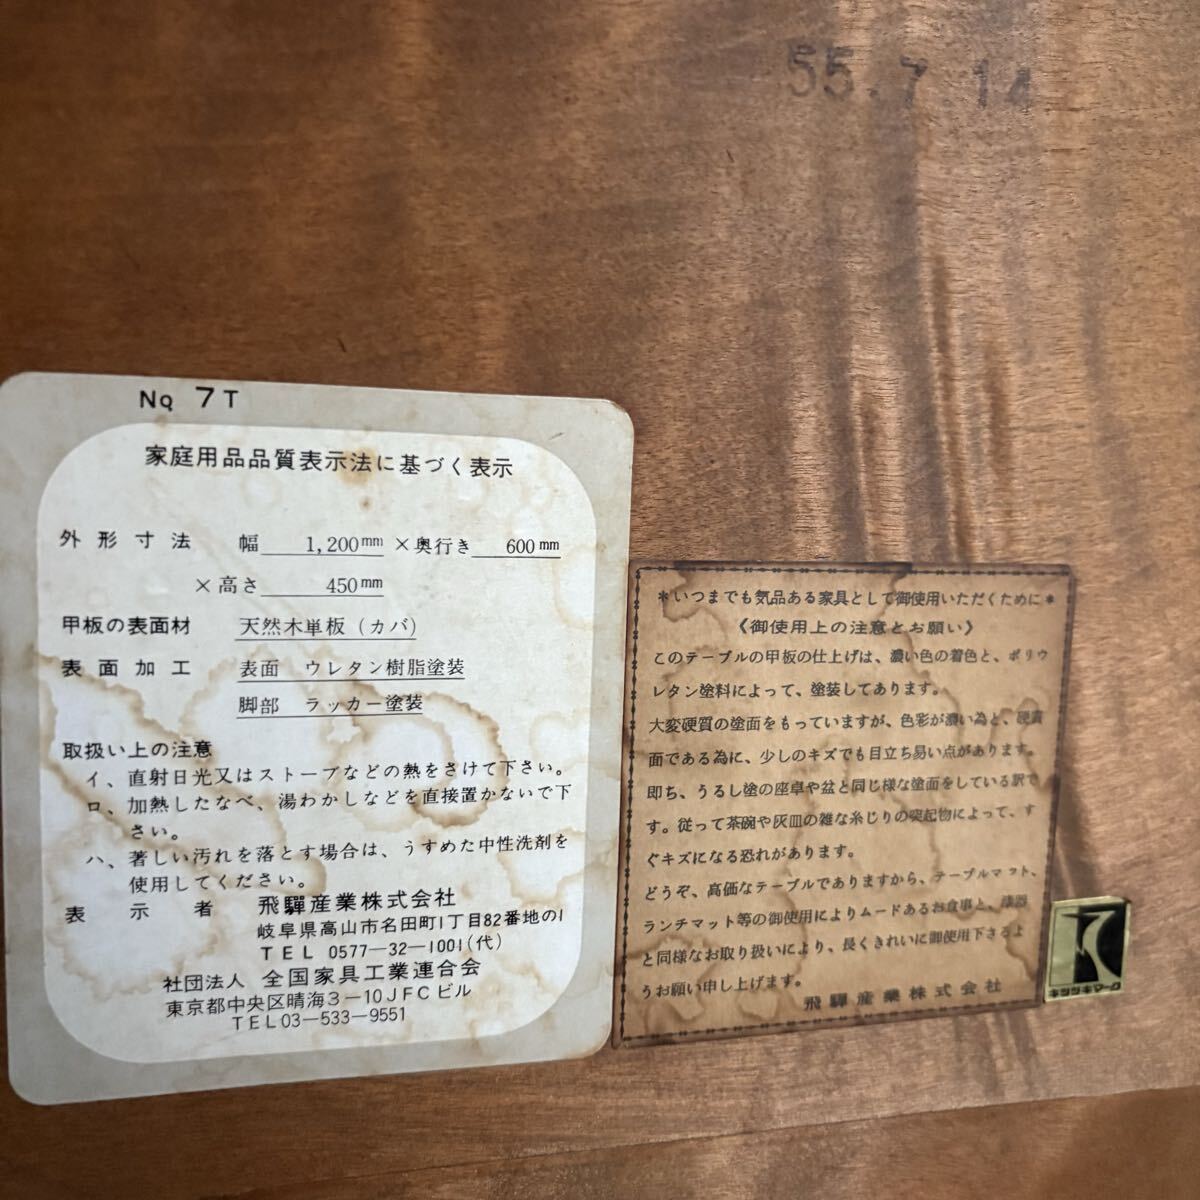 55.7.14
No. 7T
家庭用品品質表示法に基づく表示
外形寸法 幅 1,200mm × 奥行き 600mm
× 高さ 450mm
甲板の表面材 天然木単板（カバ）
表面加工 表面 ウレタン樹脂塗装
脚部 ラッカー塗装
取扱い上の注意
イ、直射日光又はストーブなどの熱をさけて下さい。
ロ、加熱したなべ、湯わかしなどを直接置かないで下
さい。
ハ、著しい汚れを落とす場合は、うすめた中性洗剤を
使用してください。
表示者 飛騨産業株式会社
岐阜県高山市名田町1丁目82番地の1
TEL 0577—32—1001(代)
社団法人 全国家具工業連合会
東京都中央区晴海3—10JFCビル
TEL03—533—9551
＊いつまでも気品ある家具として御使用いただくために＊
《御使用上の注意とお願い》
このテーブルの甲板の仕上げは、濃い色の着色と、ポリウ
レタン塗料によって、塗装してあります。
大変硬質の塗面をもっていますが、色彩が濃い為と、硬質
面である為に、少しのキズでも目立ち易い点があります。
即ち、うるし塗の座卓や盆と同じ様な塗面をしている訳で
す。従って茶碗や灰皿の雑な糸じりの突起物によって、す
ぐキズになる恐れがあります。
どうぞ、高価なテーブルでありますから、テーブルマット、
ランチマット等の御使用によりムードあるお食事と、漆器
と同様なお取り扱いにより、長くきれいに御使用下さるよ
うお願い申し上げます。
飛騨産業株式会社
キツツキマーク